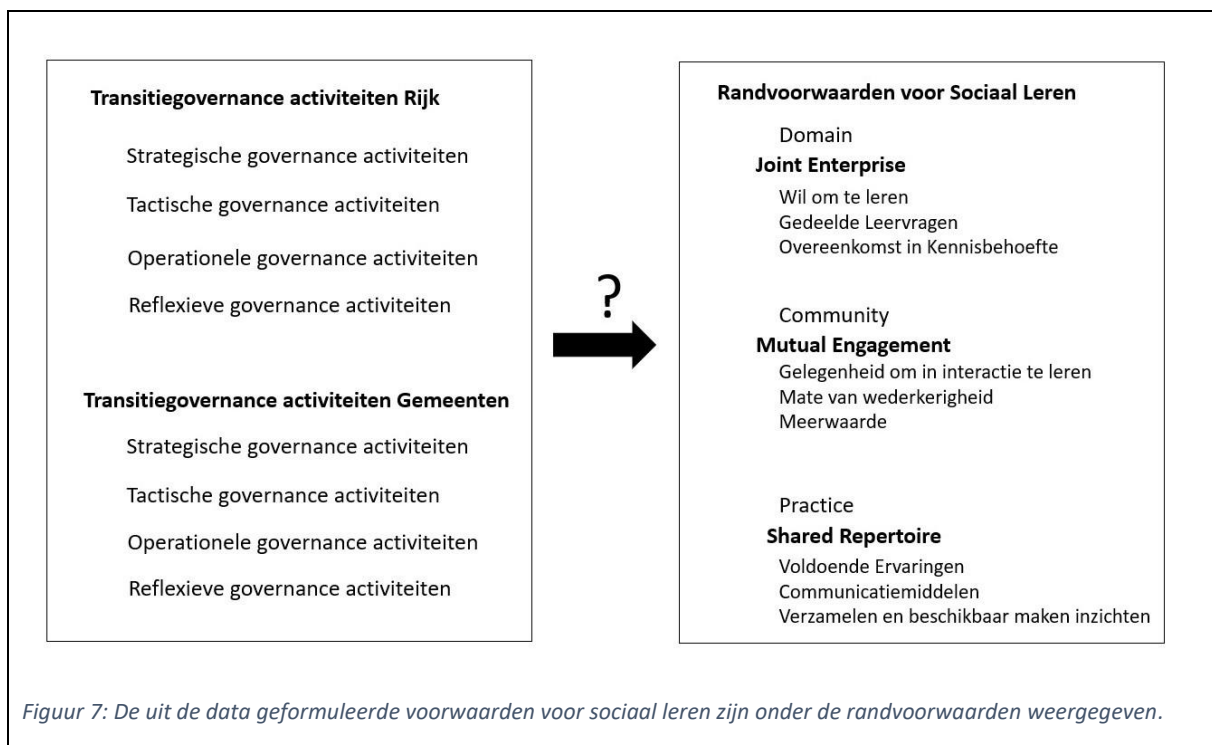 Transitiegovernance activiteiten Rijk
Strategische governance activiteiten
Tactische governance activiteiten
Operationele governance activiteiten
Reflexieve governance activiteiten
Transitiegovernance activiteiten Gemeenten
Strategische governance activiteiten
Tactische governance activiteiten
Operationele governance activiteiten
Reflexieve governance activiteiten
?
Randvoorwaarden voor Sociaal Leren
Domain
Joint Enterprise
Wil om te leren
Gedeelde Leervragen
Overeenkomst in Kennisbehoefte
Community
Mutual Engagement
Gelegenheid om in interactie te leren
Mate van wederkerigheid
Meerwaarde
Practice
Shared Repertoire
Voldoende Ervaringen
Communicatiemiddelen
Verzamelen en beschikbaar maken inzichten
Figuur 7: De uit de data geformuleerde voorwaarden voor sociaal leren zijn onder de randvoorwaarden weergegeven.